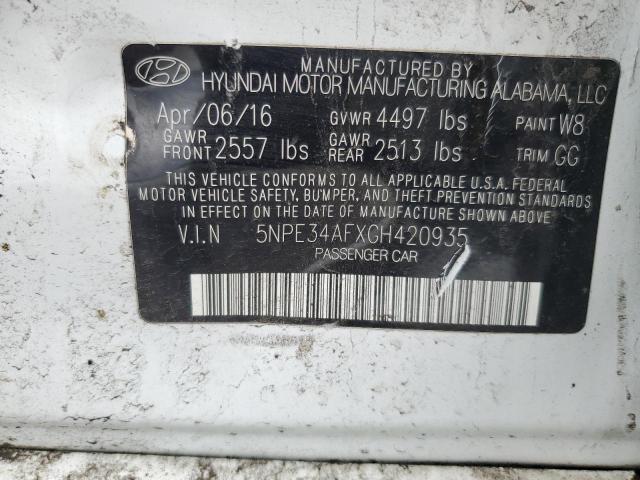 MANUFACTURED BY
HYUNDAI MOTOR MANUFACTURING ALABAMA, LLC
Apr/06/16 GVWR 4497 lbs PAINT W8
GAWR FRONT 2557 lbs GAWR REAR 2513 lbs TRIM GG
THIS VEHICLE CONFORMS TO ALL APPLICABLE U.S.A. FEDERAL
MOTOR VEHICLE SAFETY, BUMPER, AND THEFT PREVENTION
STANDARDS IN EFFECT ON THE DATE OF MANUFACTURE SHOWN ABOVE
V.I.N 5NPE34AFXGH420935
PASSENGER CAR